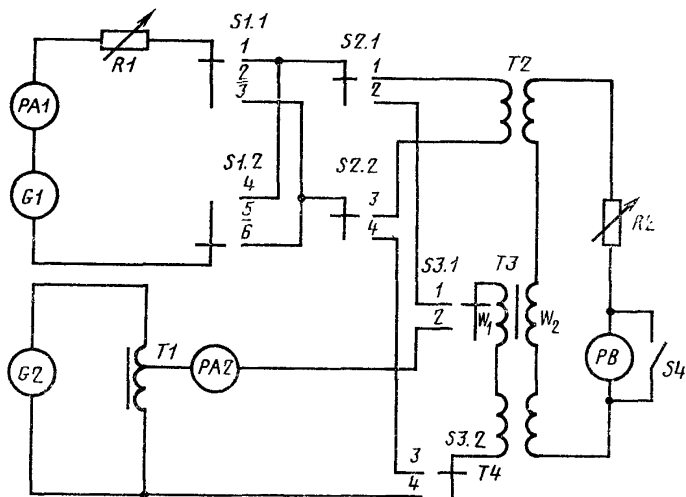 S1.1
R1
1
2
3
S2.1
1
2
T2
PA1
G1
S1.2
4
5
6
S2.2
3
4
R2
S3.1
1
2
T3
W1
W2
PB
S4
G2
T1
PA2
S3.2
3
4
T4